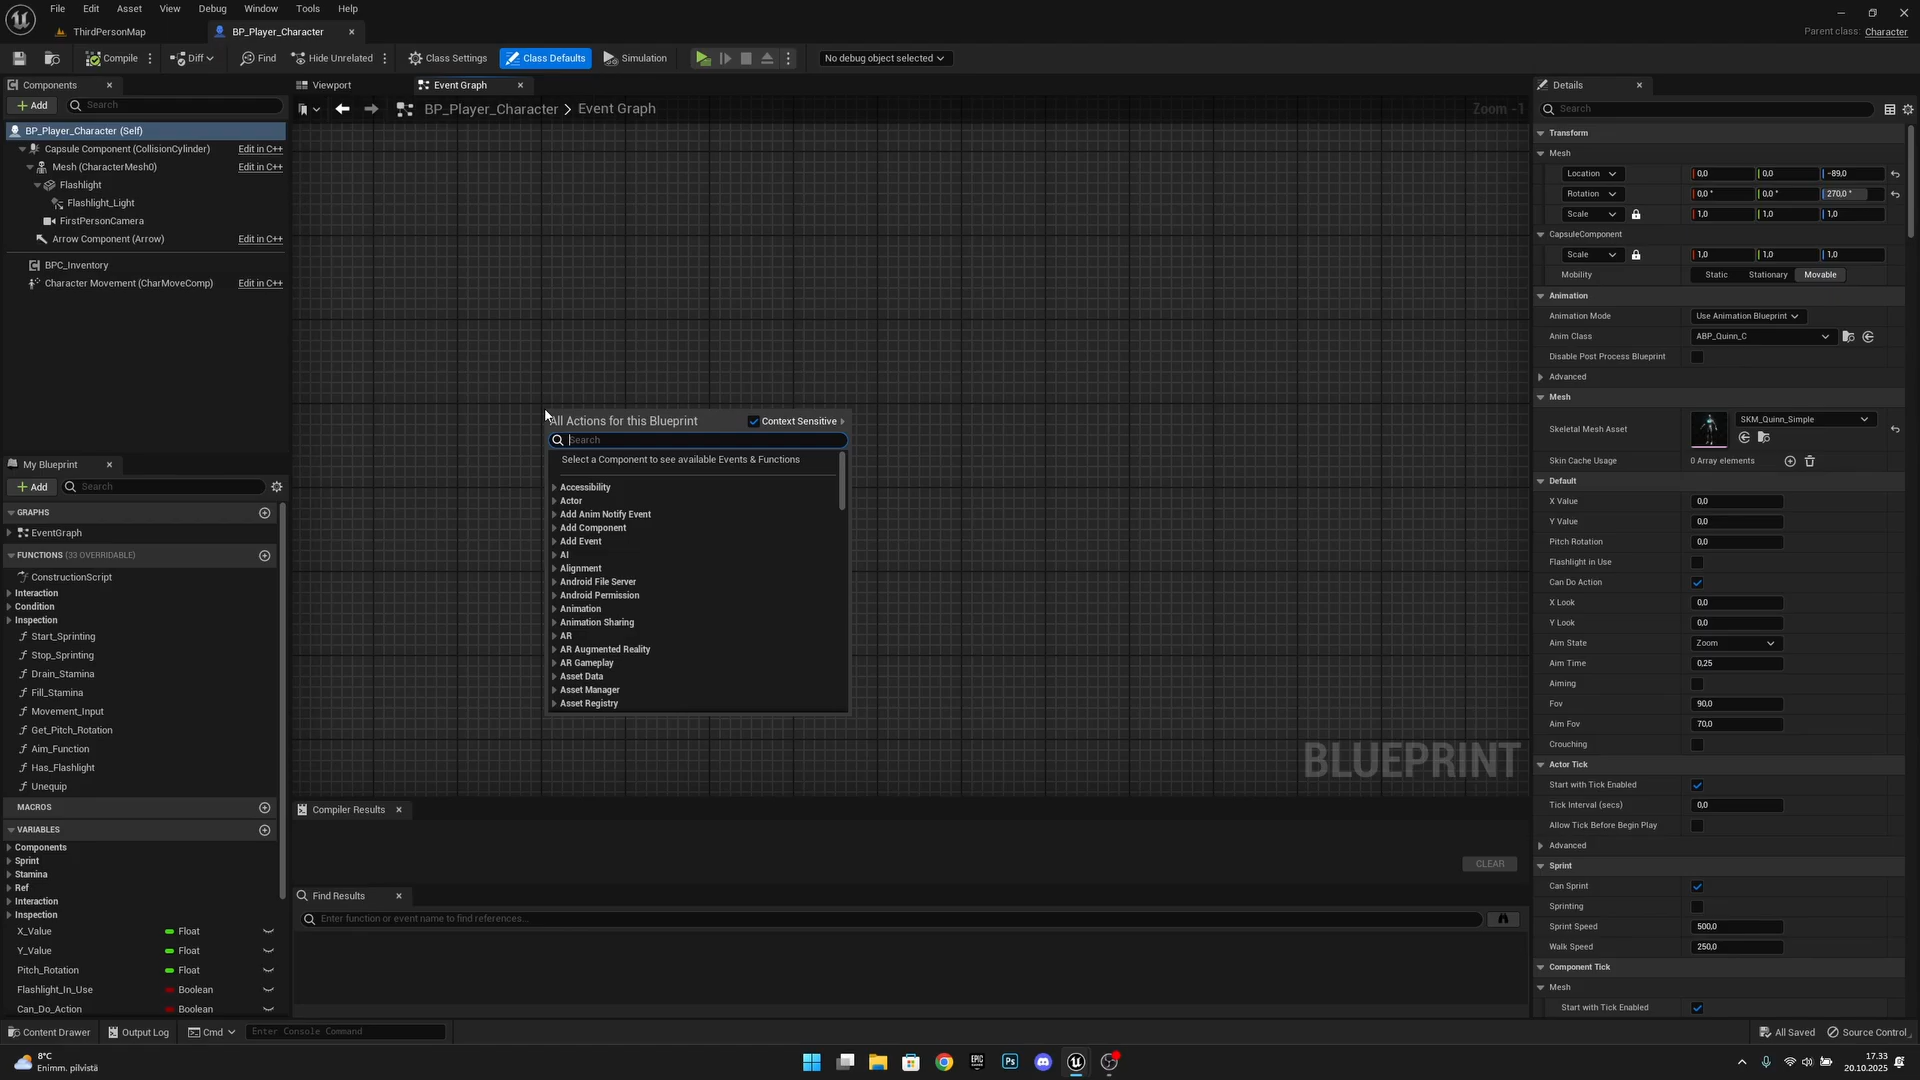 File Edit Asset View Debug Window Tools Help
ThirdPersonMap
BP_Player_Character
Parent class: Character
Compile
Diff
Find
Hide Unrelated
Class Settings
Class Defaults
Simulation
No debug object selected
Components
Add
Search
BP_Player_Character (Self)
Capsule Component (CollisionCylinder) Edit in C++
Mesh (CharacterMesh0) Edit in C++
Flashlight
Flashlight_Light
FirstPersonCamera
Arrow Component (Arrow) Edit in C++
BPC_Inventory
Character Movement (CharMoveComp) Edit in C++
My Blueprint
Add
Search
GRAPHS
EventGraph
FUNCTIONS (33 OVERRIDABLE)
ConstructionScript
Interaction
Condition
Inspection
Start_Sprinting
Stop_Sprinting
Drain_Stamina
Fill_Stamina
Movement_Input
Get_Pitch_Rotation
Aim_Function
Has_Flashlight
Unequip
MACROS
VARIABLES
Components
Sprint
Stamina
Ref
Interaction
Inspection
X_Value Float
Y_Value Float
Pitch_Rotation Float
Flashlight_In_Use Boolean
Can_Do_Action Boolean
Viewport
Event Graph
BP_Player_Character > Event Graph
Zoom -1
All Actions for this Blueprint
Context Sensitive
Search
Select a Component to see available Events & Functions
Accessibility
Actor
Add Anim Notify Event
Add Component
Add Event
AI
Alignment
Android File Server
Android Permission
Animation
Animation Sharing
AR
AR Augmented Reality
AR Gameplay
Asset Data
Asset Manager
Asset Registry
BLUEPRINT
Compiler Results
CLEAR
Find Results
Enter function or event name to find references...
Details
Search
Transform
Mesh
Location 0,0 0,0 -89,0
Rotation 0,0 ° 0,0 ° 270,0 °
Scale 1,0 1,0 1,0
CapsuleComponent
Scale 1,0 1,0 1,0
Mobility Static Stationary Movable
Animation
Animation Mode Use Animation Blueprint
Anim Class ABP_Quinn_C
Disable Post Process Blueprint
Advanced
Mesh
Skeletal Mesh Asset SKM_Quinn_Simple
Skin Cache Usage 0 Array elements
Default
X Value 0,0
Y Value 0,0
Pitch Rotation 0,0
Flashlight in Use
Can Do Action
X Look 0,0
Y Look 0,0
Aim State Zoom
Aim Time 0,25
Aiming
Fov 90,0
Aim Fov 70,0
Crouching
Actor Tick
Start with Tick Enabled
Tick Interval (secs) 0,0
Allow Tick Before Begin Play
Advanced
Sprint
Can Sprint
Sprinting
Sprint Speed 500,0
Walk Speed 250,0
Component Tick
Mesh
Start with Tick Enabled
Content Drawer
Output Log
Cmd
Enter Console Command
All Saved
Source Control
8°C
Enimm. pilvistä
EPIC
Ps
17.33
20.10.2025